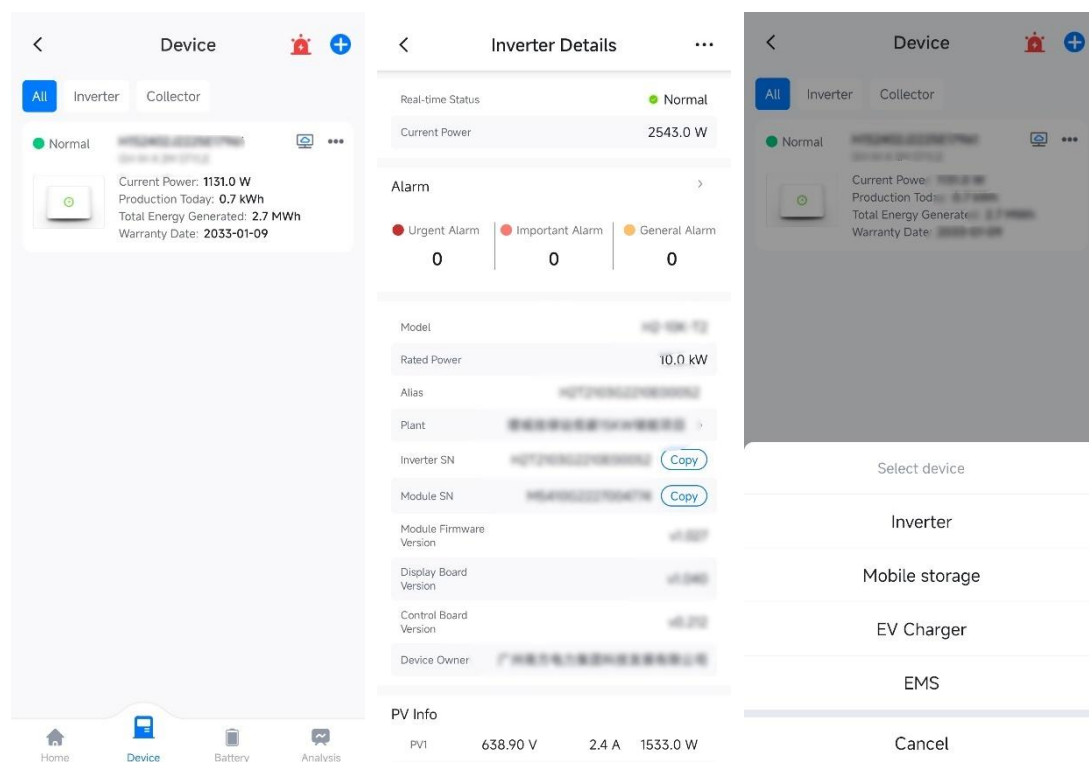 Device
All
Inverter
Collector
Normal
Current Power: 1131.0 W
Production Today: 0.7 kWh
Total Energy Generated: 2.7 MWh
Warranty Date: 2033-01-09
Home
Device
Battery
Analysis
Inverter Details
Real-time Status Normal
Current Power 2543.0 W
Alarm
Urgent Alarm Important Alarm General Alarm
0 0 0
Model
Rated Power 10.0 kW
Alias
Plant
Inverter SN Copy
Module SN Copy
Module Firmware
Version
Display Board
Version
Control Board
Version
Device Owner
PV Info
PV1 638.90 V 2.4 A 1533.0 W
Device
All
Inverter
Collector
Normal
Current
Production
Total Energy
Warranty Date
Select device
Inverter
Mobile storage
EV Charger
EMS
Cancel